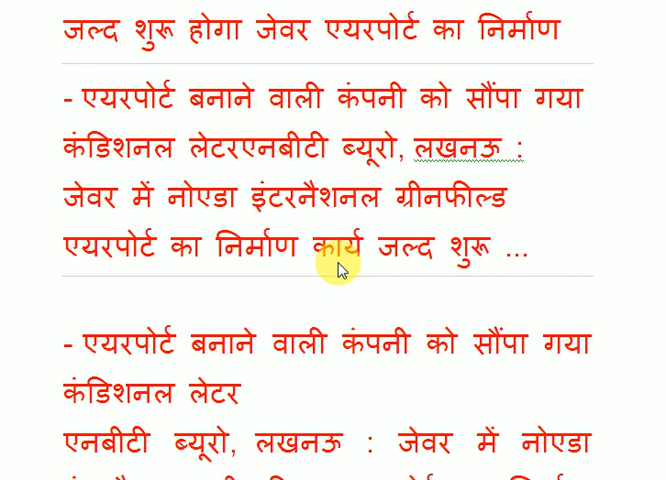 जल्द शुरू होगा जेवर एयरपोर्ट का निर्माण
- एयरपोर्ट बनाने वाली कंपनी को सौंपा गया
कंडिशनल लेटरएनबीटी ब्यूरो, लखनऊ :
जेवर में नोएडा इंटरनैशनल ग्रीनफील्ड
एयरपोर्ट का निर्माण कार्य जल्द शुरू ...
- एयरपोर्ट बनाने वाली कंपनी को सौंपा गया
कंडिशनल लेटर
एनबीटी ब्यूरो, लखनऊ : जेवर में नोएडा